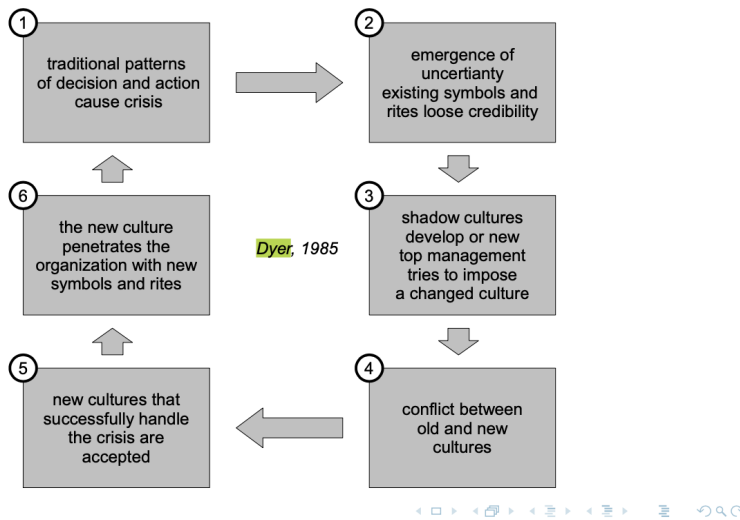 1
traditional patterns
of decision and action
cause crisis
2
emergence of
uncertianty
existing symbols and
rites loose credibility
3
shadow cultures
develop or new
top management
tries to impose
a changed culture
4
conflict between
old and new
cultures
5
new cultures that
successfully handle
the crisis are
accepted
6
the new culture
penetrates the
organization with new
symbols and rites
Dyer, 1985